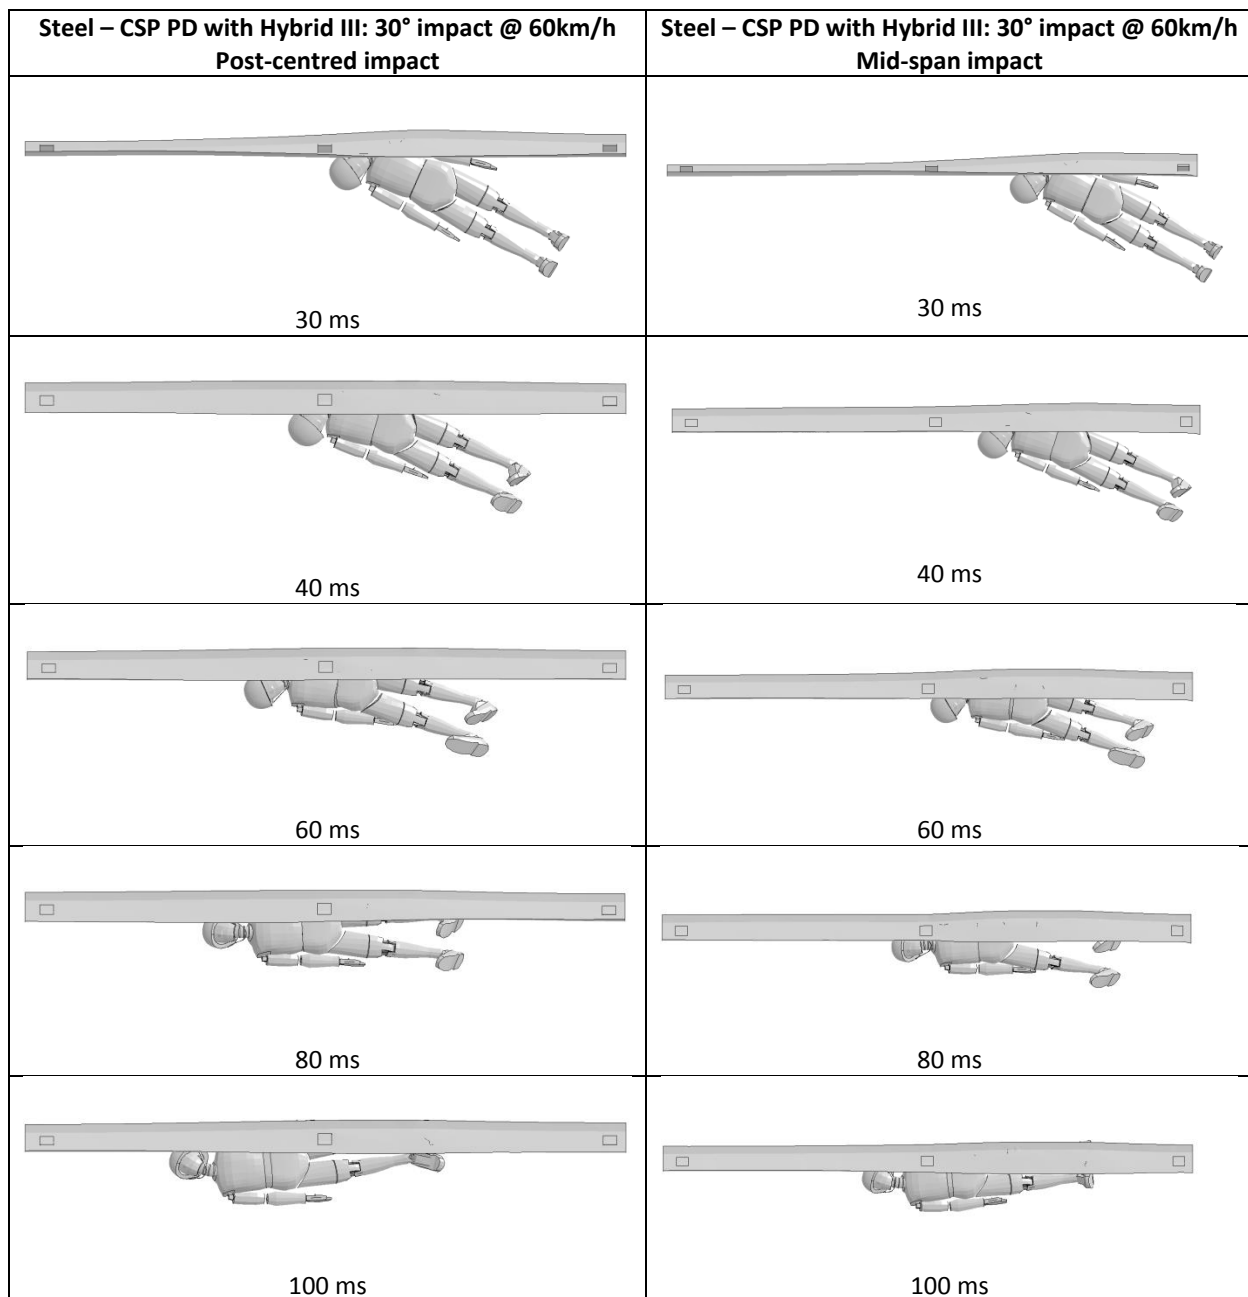 Steel – CSP PD with Hybrid III: 30° impact @ 60km/h
Post-centred impact
Steel – CSP PD with Hybrid III: 30° impact @ 60km/h
Mid-span impact
30 ms
30 ms
40 ms
40 ms
60 ms
60 ms
80 ms
80 ms
100 ms
100 ms